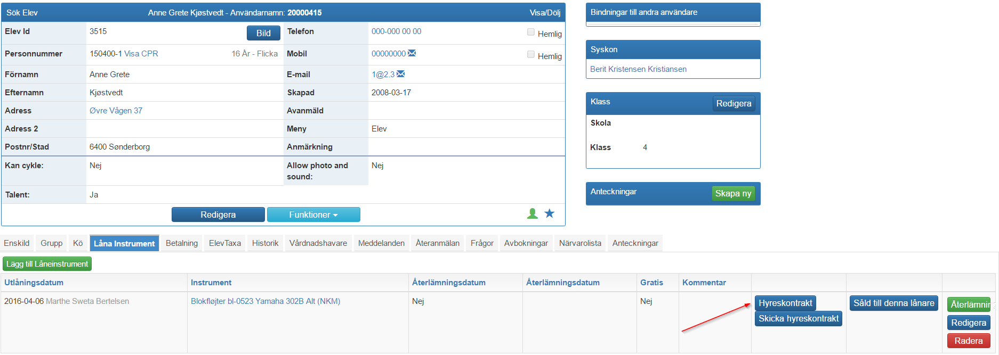 Sök Elev Anne Grete Kjøstvedt - Användarnamn: 20000415 Visa/Dölj
Elev Id 3515 Bild Telefon 000-000 00 00 Hemlig
Personnummer 150400-1 Visa CPR 16 År - Flicka Mobil 00000000 Hemlig
Förnamn Anne Grete E-mail 1@2.3
Efternamn Kjøstvedt Skapad 2008-03-17
Adress Øvre Vågen 37 Avanmäld
Adress 2 Meny Elev
Postnr/Stad 6400 Sønderborg Anmärkning
Kan cykle: Nej Allow photo and sound: Nej
Talent: Ja
Redigera Funktioner
Bindningar till andra användare
Syskon
Berit Kristensen Kristiansen
Klass Redigera
Skola
Klass 4
Anteckningar Skapa ny
Enskild Grupp Kö Låna Instrument Betalning ElevTaxa Historik Vårdnadshavare Meddelanden Återanmälan Frågor Avbokningar Närvarolista Anteckningar
Lägg till Låneinstrument
Utlåningsdatum Instrument Återlämningsdatum Återlämningsdatum Gratis Kommentar
2016-04-06 Marthe Sweta Bertelsen Blokfløjter bl-0523 Yamaha 302B Alt (NKM) Nej Nej Hyreskontrakt Såld till denna lånare
Skicka hyreskontrakt
Återlämnin
Redigera
Radera